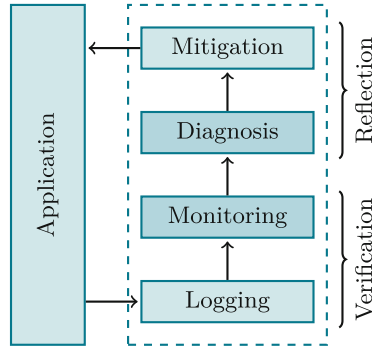 Application
Mitigation
Diagnosis
Monitoring
Logging
Reflection
Verification